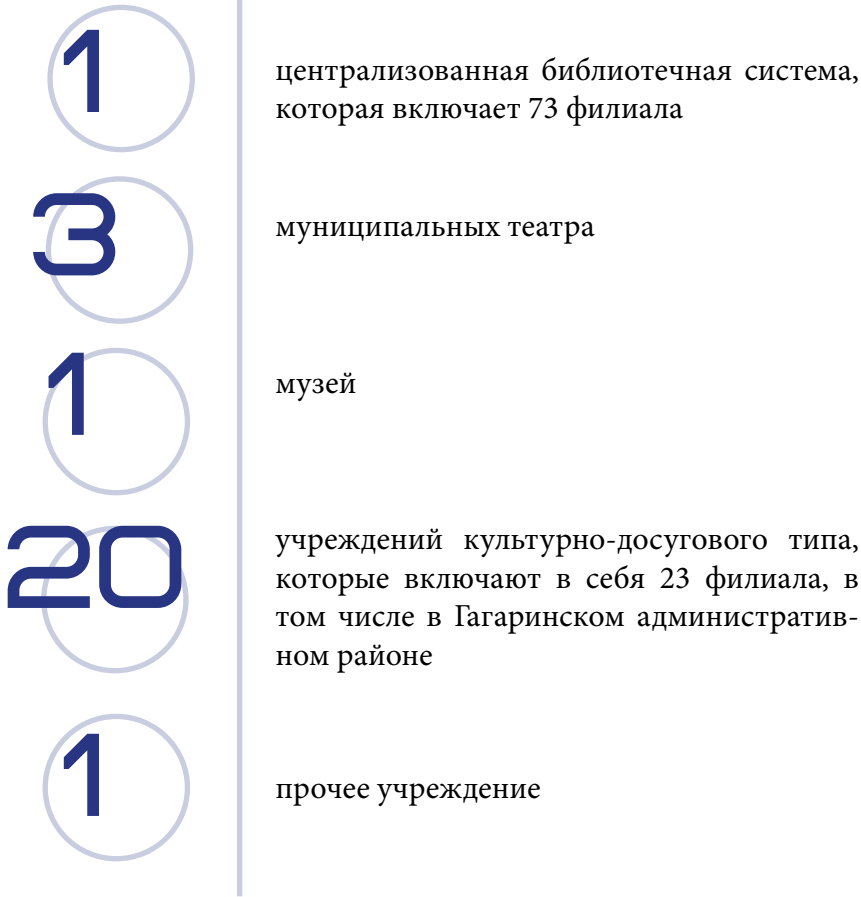 1
централизованная библиотечная система,
которая включает 73 филиала
3
муниципальных театра
1
музей
20
учреждений культурно-досугового типа,
которые включают в себя 23 филиала, в
том числе в Гагаринском административ-
ном районе
1
прочее учреждение